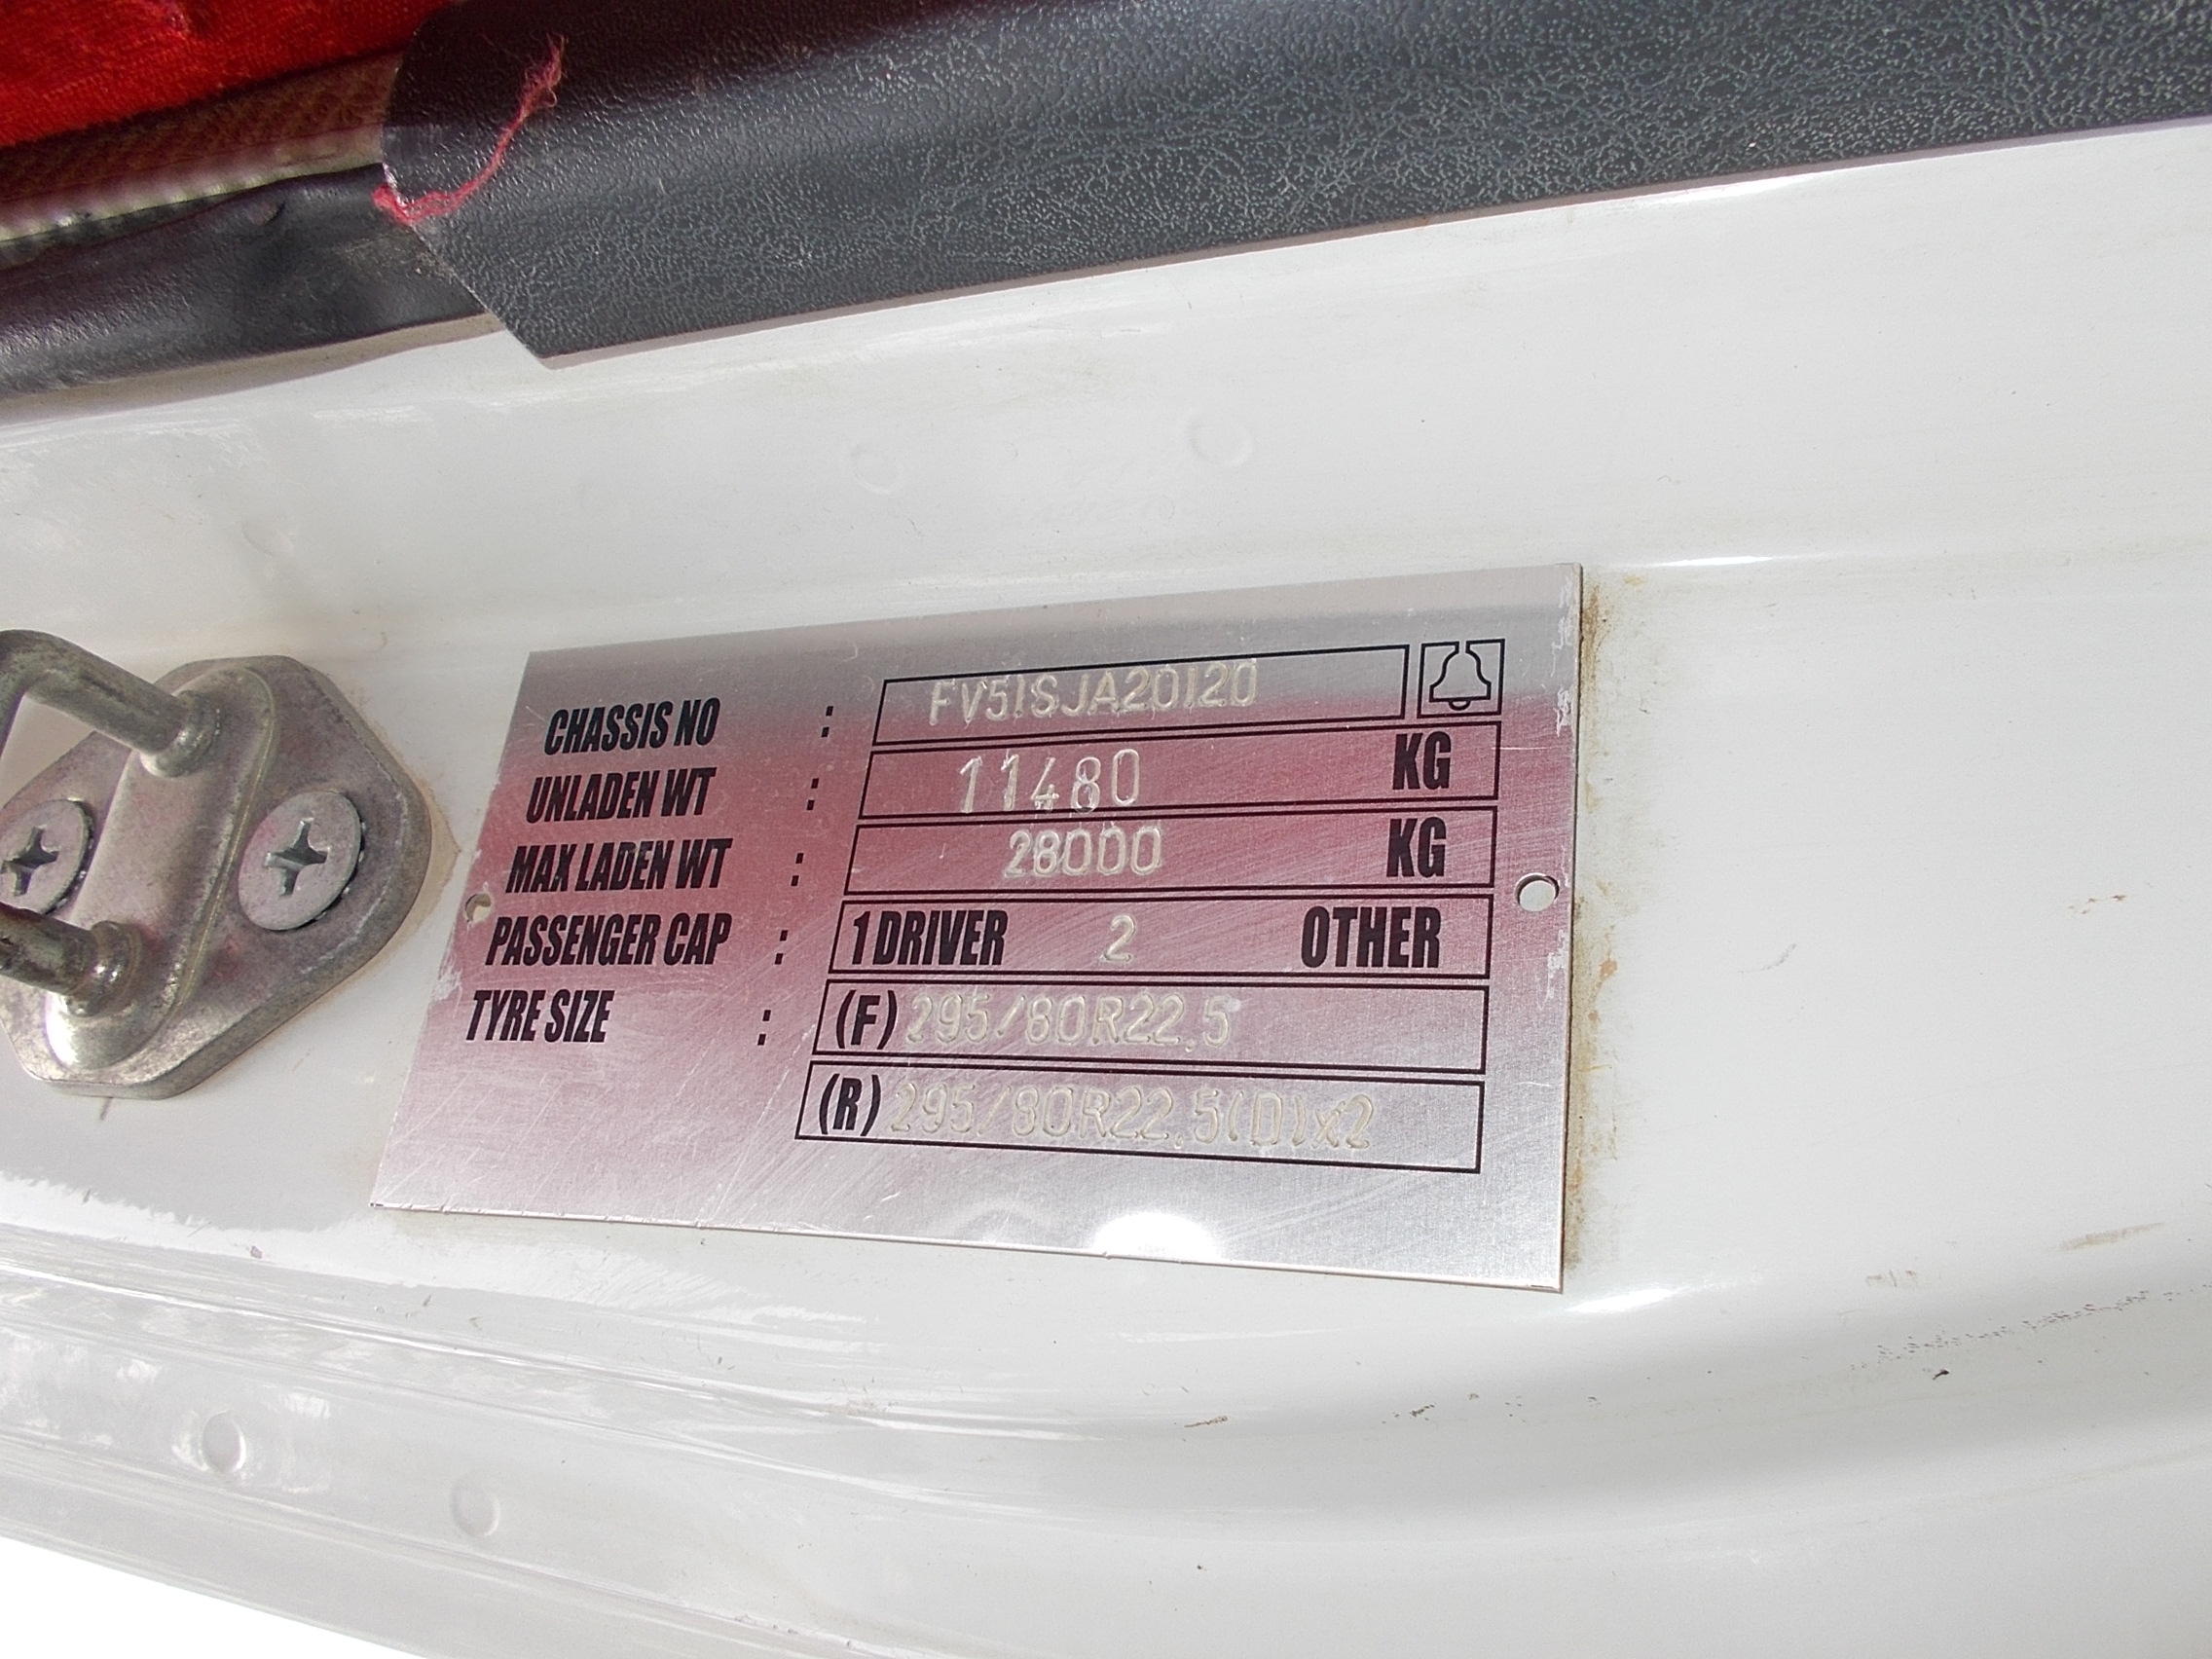 CHASSIS NO : FV51SJA20120
UNLADEN WT : 11480 KG
MAX LADEN WT : 28000 KG
PASSENGER CAP : 1 DRIVER 2 OTHER
TYRE SIZE : (F) 295/80R22.5
(R) 295/80R22.5(D)x2